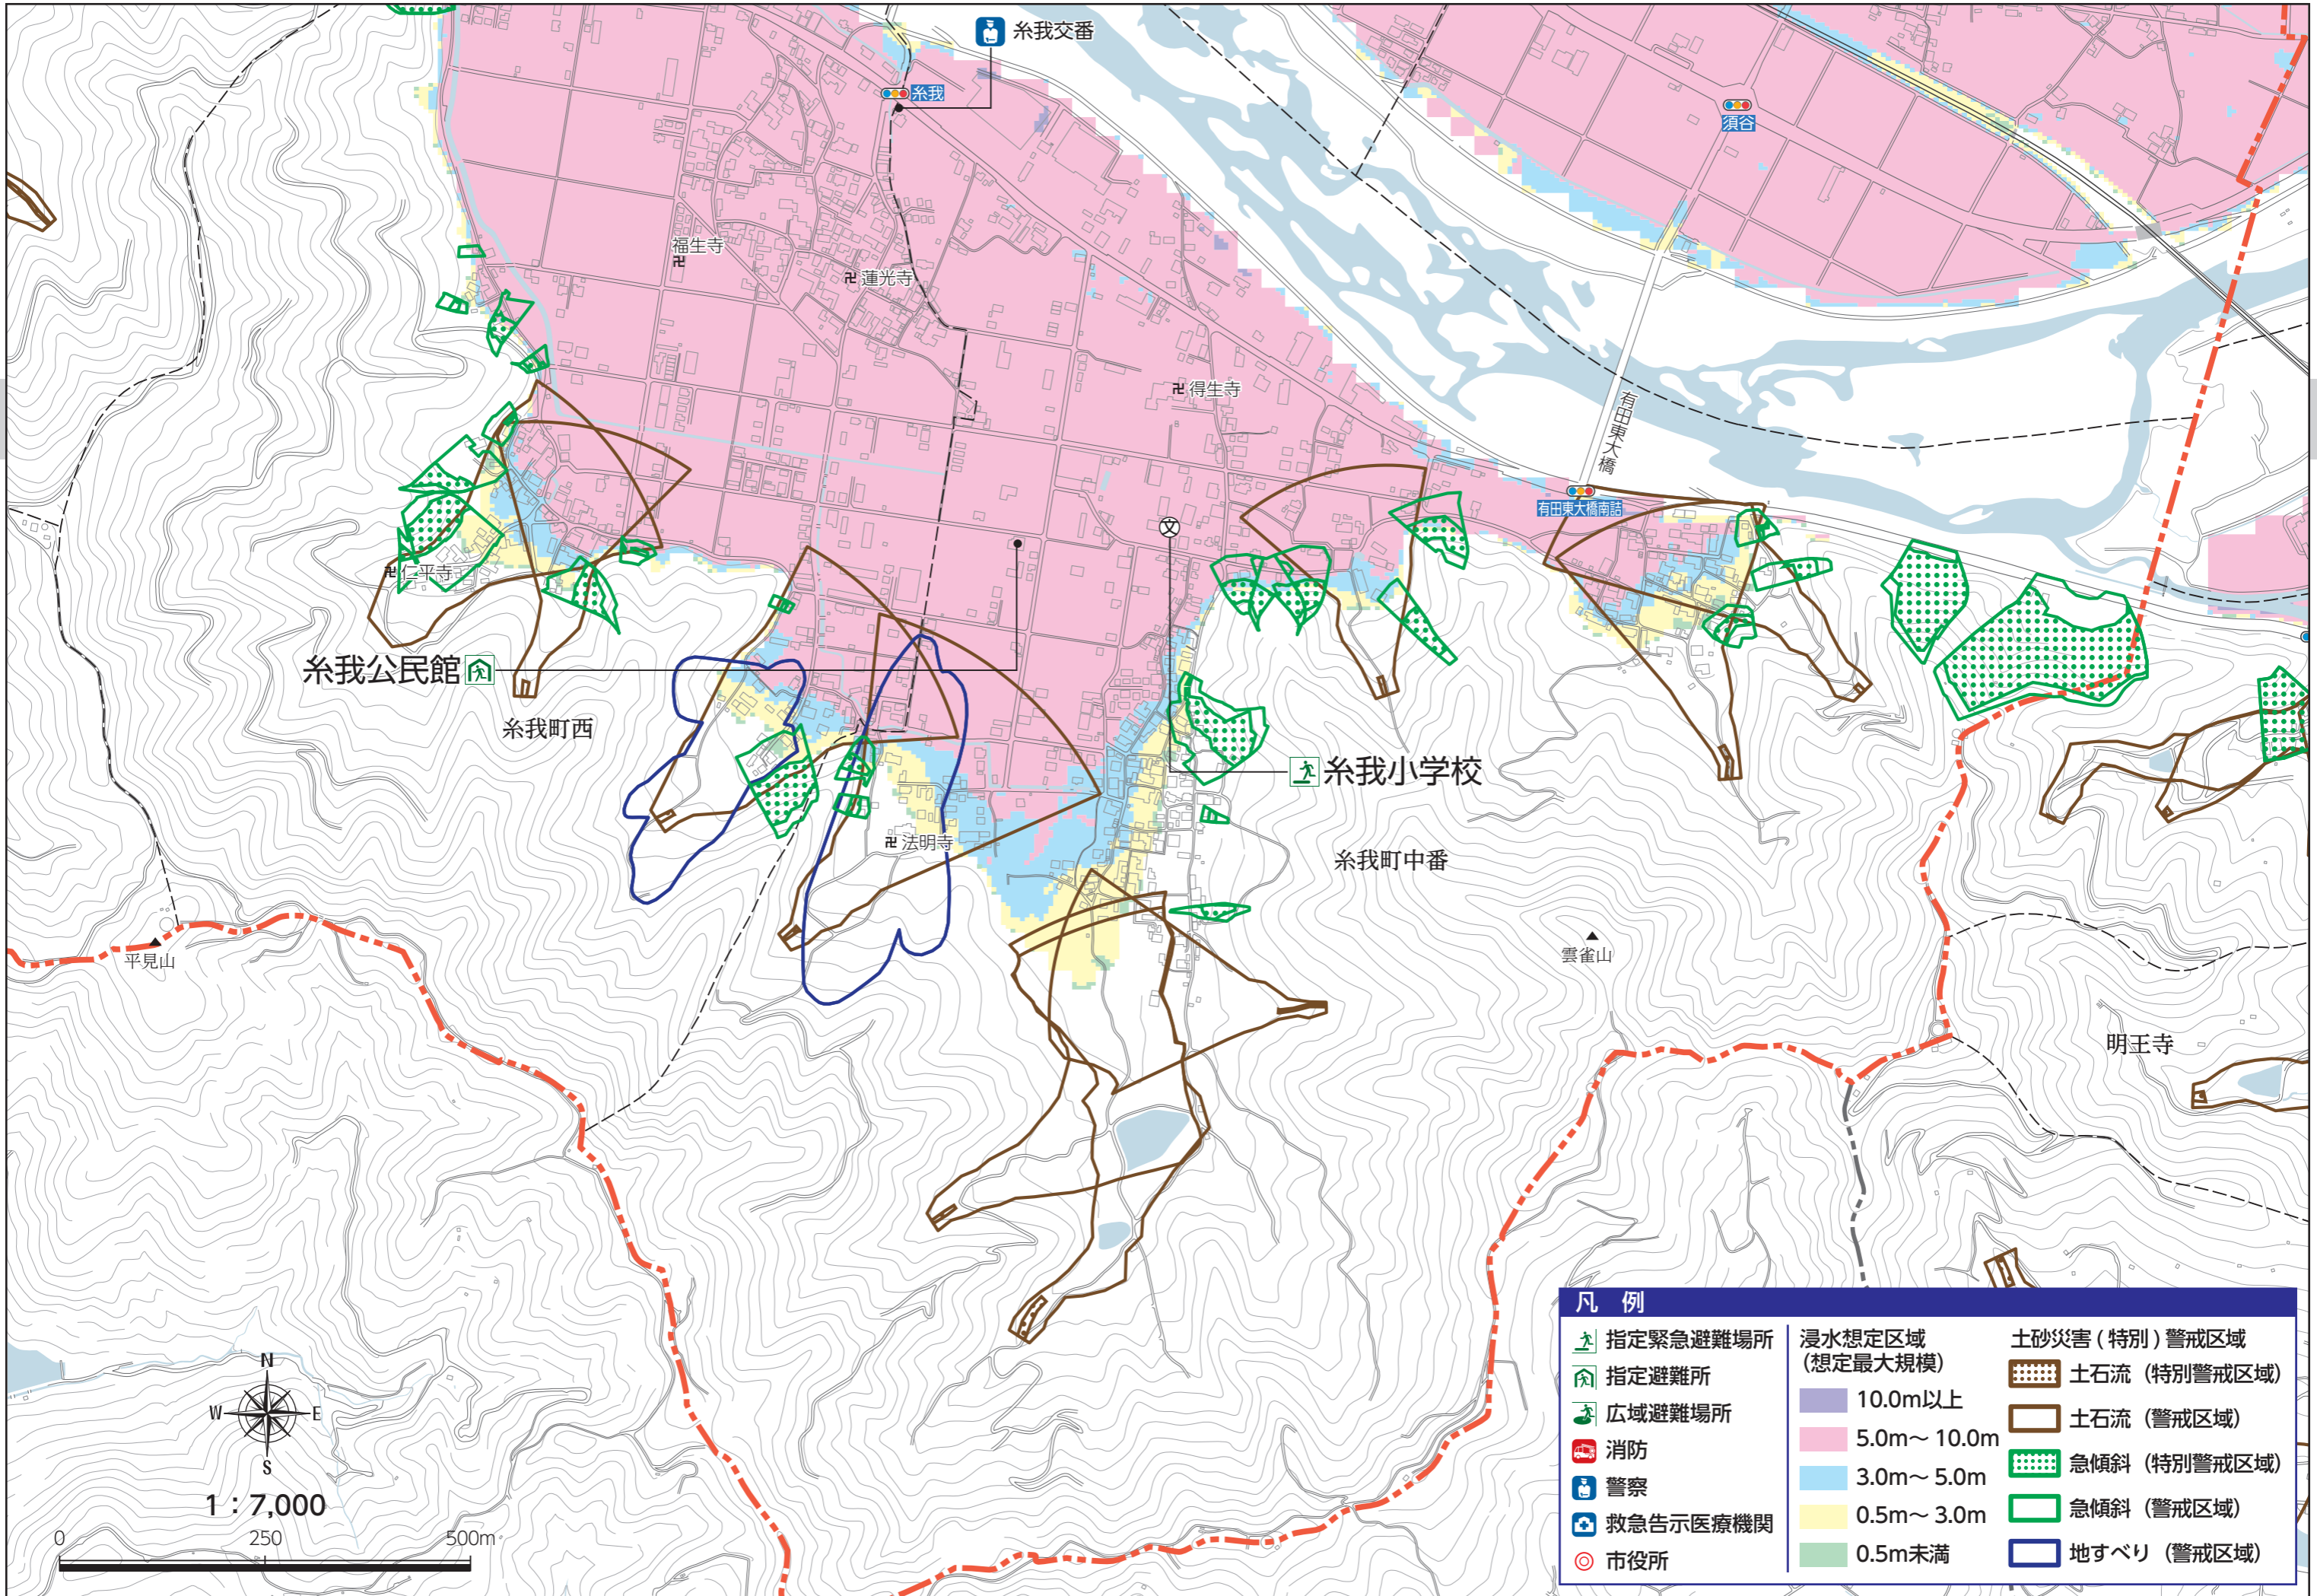 糸我交番
糸我
須谷
福生寺
蓮光寺
得生寺
有田東大橋
有田東大橋南詰
仁平寺
糸我公民館
文
糸我町西
糸我小学校
法明寺
糸我町中番
平見山
雲雀山
明王寺
N
W
E
S
1：7,000
0
250
500m
凡 例
指定緊急避難場所
指定避難所
広域避難場所
消防
警察
救急告示医療機関
市役所
浸水想定区域
(想定最大規模)
10.0m以上
5.0m～10.0m
3.0m～5.0m
0.5m～3.0m
0.5m未満
土砂災害(特別)警戒区域
土石流（特別警戒区域）
土石流（警戒区域）
急傾斜（特別警戒区域）
急傾斜（警戒区域）
地すべり（警戒区域）